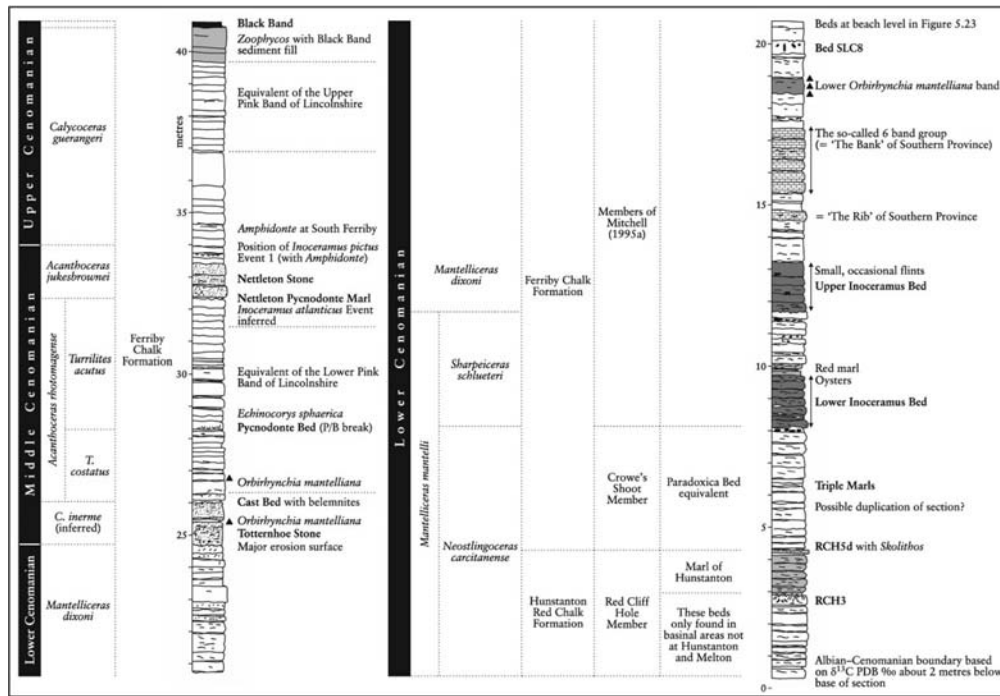 Upper Cenomanian
Middle Cenomanian
Lower Cenomanian
Calycoceras
guerangeri
Acanthoceras
jukesbrownei
Acanthoceras rhotomagense
Turrilites
acutus
T.
costatus
C. inerme
(inferred)
Mantelliceras
dixoni
Ferriby
Chalk
Formation
metres
40
35
30
25
Black Band
Zoophycos with Black Band
sediment fill
Equivalent of the Upper
Pink Band of Lincolnshire
Amphidonte at South Ferriby
Position of Inoceramus pictus
Event 1 (with Amphidonte)
Nettleton Stone
Nettleton Pycnodonte Marl
Inoceramus atlanticus Event
inferred
Equivalent of the Lower Pink
Band of Lincolnshire
Echinocorys sphaerica
Pycnodonte Bed (P/B break)
Orbirhynchia mantelliana
Cast Bed with belemnites
Orbirhynchia mantelliana
Totternhoe Stone
Major erosion surface
Lower Cenomanian
Mantelliceras
dixoni
Mantelliceras mantelli
Sharpeiceras
schlueteri
Neostlingoceras
carcitanense
Ferriby Chalk
Formation
Hunstanton
Red Chalk
Formation
Members of
Mitchell
(1995a)
Crowe's
Shoot
Member
Red Cliff
Hole
Member
Paradoxica Bed
equivalent
Marl of
Hunstanton
These beds
only found in
basinal areas not
at Hunstanton
and Melton
20
15
10
5
0
Beds at beach level in Figure 5.23
Bed SLC8
Lower Orbirhynchia mantelliana band
The so-called 6 band group
(= 'The Bank' of Southern Province)
= 'The Rib' of Southern Province
Small, occasional flints
Upper Inoceramus Bed
Red marl
Oysters
Lower Inoceramus Bed
Triple Marls
Possible duplication of section?
RCH5d with Skolithos
RCH3
Albian–Cenomanian boundary based
on δ¹³C PDB ‰ about 2 metres below
base of section